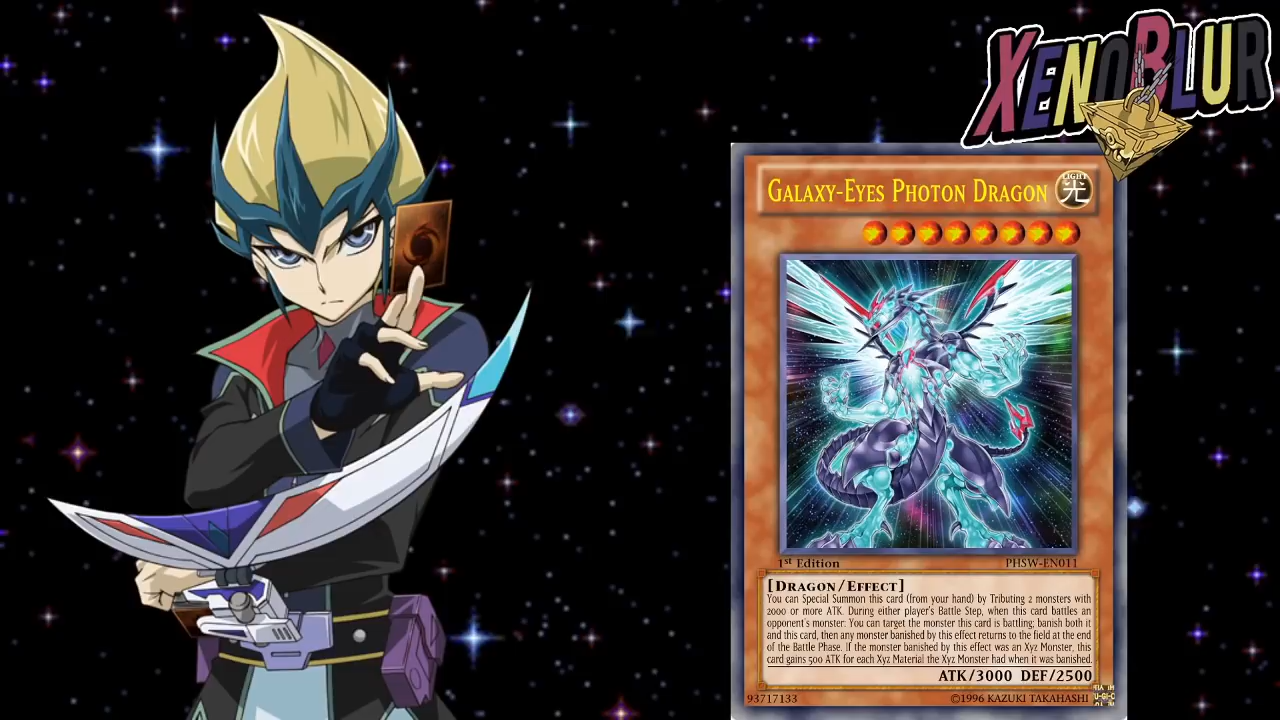 XENOBLUR
GALAXY-EYES PHOTON DRAGON
LIGHT
光
1st Edition
PHSW-EN011
[DRAGON/EFFECT]
You can Special Summon this card (from your hand) by Tributing 2 monsters with
2000 or more ATK. During either player's Battle Step, when this card battles an
opponent's monster: You can target the monster this card is battling; banish both it
and this card, then any monster banished by this effect returns to the field at the end
of the Battle Phase. If the monster banished by this effect was an Xyz Monster, this
card gains 500 ATK for each Xyz Material the Xyz Monster had when it was banished.
ATK/3000 DEF/2500
93717133
©1996 KAZUKI TAKAHASHI